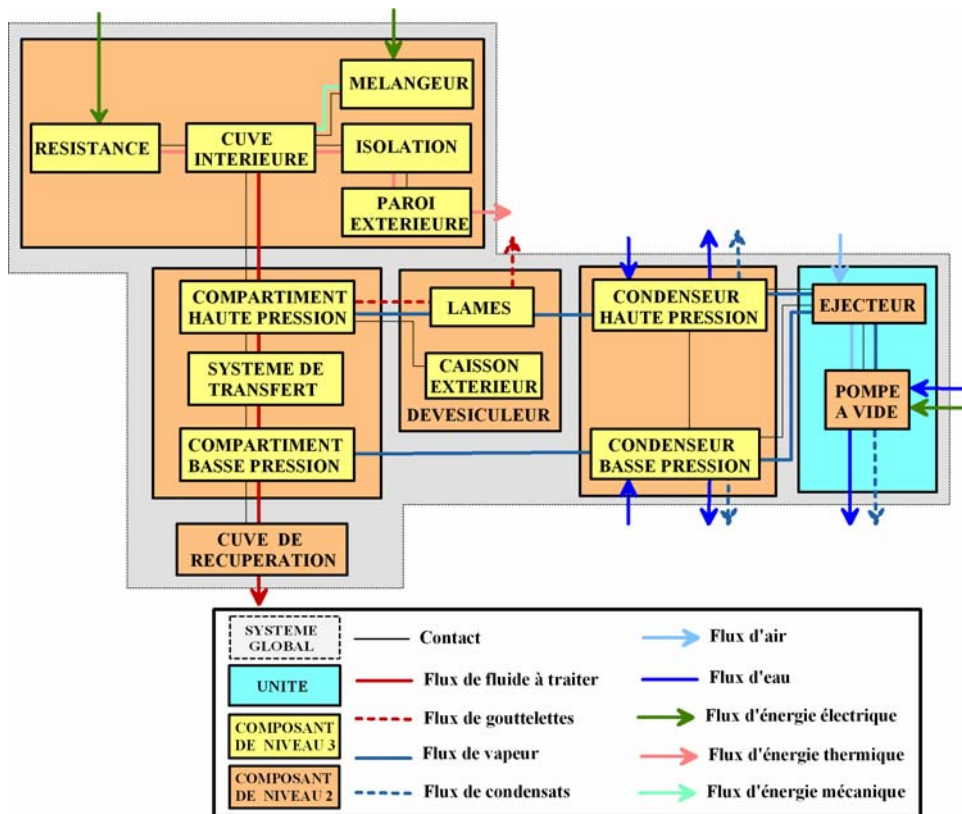 MELANGEUR
RESISTANCE
CUVE
INTERIEURE
ISOLATION
PAROI
EXTERIEURE
COMPARTIMENT
HAUTE PRESSION
LAMES
CONDENSEUR
HAUTE PRESSION
EJECTEUR
SYSTEME DE
TRANSFERT
CAISSON
EXTERIEUR
DEVESICULEUR
POMPE
A VIDE
COMPARTIMENT
BASSE PRESSION
CONDENSEUR
BASSE PRESSION
CUVE DE
RECUPERATION
SYSTEME
GLOBAL
Contact
Flux d'air
UNITE
Flux de fluide à traiter
Flux d'eau
COMPOSANT
DE NIVEAU 3
Flux de gouttelettes
Flux d'énergie électrique
Flux de vapeur
Flux d'énergie thermique
COMPOSANT
DE NIVEAU 2
Flux de condensats
Flux d'énergie mécanique